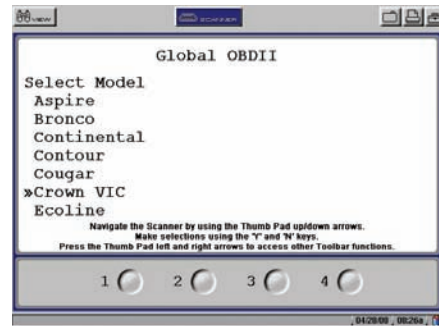 VIEW
SCANNER
Global OBDII
Select Model
Aspire
Bronco
Continental
Contour
Cougar
»Crown VIC
Ecoline
Navigate the Scanner by using the Thumb Pad up/down arrows.
Make selections using the 'Y' and 'N' keys.
Press the Thumb Pad left and right arrows to access other Toolbar functions.
1 2 3 4
, 04/28/00 , 08:26a ,